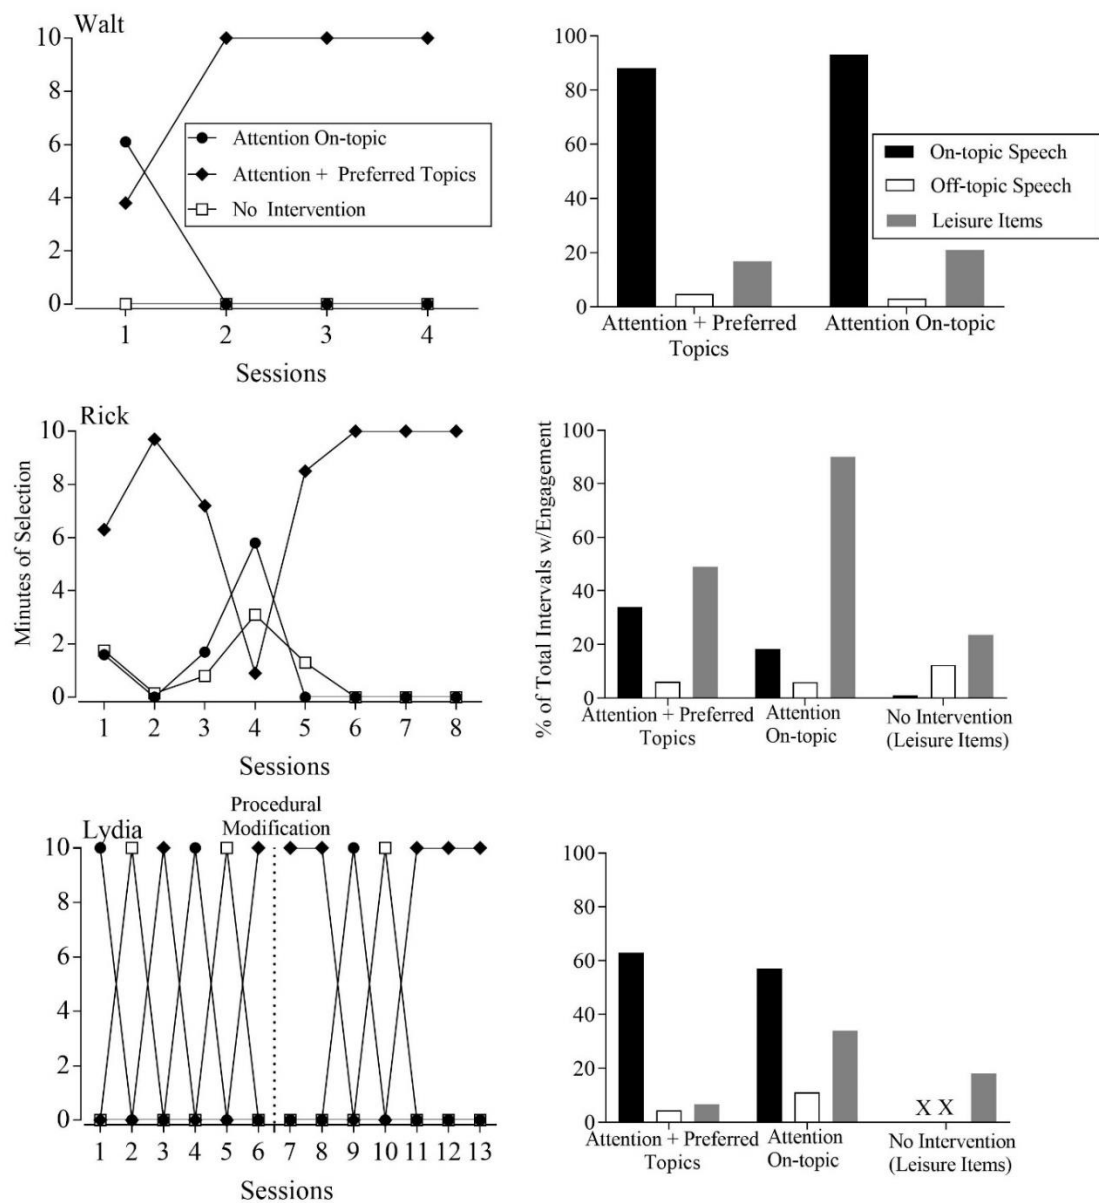 Walt
10
8
6
4
2
0
Attention On-topic
Attention + Preferred Topics
No Intervention
1 2 3 4
Sessions
100
80
60
40
20
0
On-topic Speech
Off-topic Speech
Leisure Items
Attention + Preferred
Topics
Attention On-topic
Rick
Minutes of Selection
10
8
6
4
2
0
1 2 3 4 5 6 7 8
Sessions
% of Total Intervals w/Engagement
100
80
60
40
20
0
Attention + Preferred
Topics
Attention
On-topic
No Intervention
(Leisure Items)
Lydia
Procedural
Modification
10
8
6
4
2
0
1 2 3 4 5 6 7 8 9 10 11 12 13
Sessions
100
80
60
40
20
0
X X
Attention + Preferred
Topics
Attention
On-topic
No Intervention
(Leisure Items)